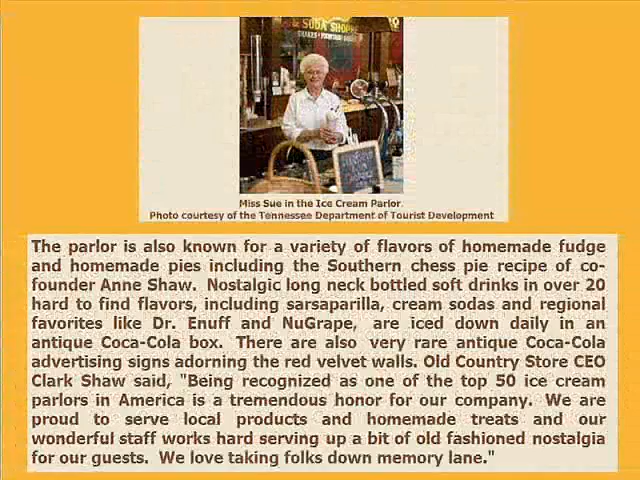 & SODA SHOPPE
Miss Sue in the Ice Cream Parlor
Photo courtesy of the Tennessee Department of Tourist Development
The parlor is also known for a variety of flavors of homemade fudge
and homemade pies including the Southern chess pie recipe of co-
founder Anne Shaw. Nostalgic long neck bottled soft drinks in over 20
hard to find flavors, including sarsaparilla, cream sodas and regional
favorites like Dr. Enuff and NuGrape, are iced down daily in an
antique Coca-Cola box. There are also very rare antique Coca-Cola
advertising signs adorning the red velvet walls. Old Country Store CEO
Clark Shaw said, "Being recognized as one of the top 50 ice cream
parlors in America is a tremendous honor for our company. We are
proud to serve local products and homemade treats and our
wonderful staff works hard serving up a bit of old fashioned nostalgia
for our guests. We love taking folks down memory lane."